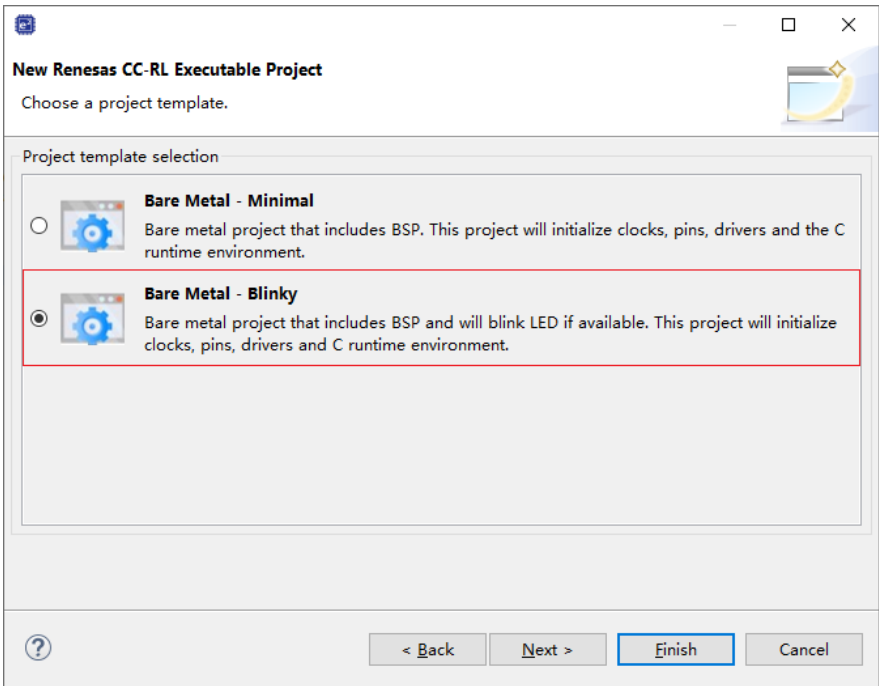 New Renesas CC-RL Executable Project
Choose a project template.
Project template selection
Bare Metal - Minimal
Bare metal project that includes BSP. This project will initialize clocks, pins, drivers and the C
runtime environment.
Bare Metal - Blinky
Bare metal project that includes BSP and will blink LED if available. This project will initialize
clocks, pins, drivers and C runtime environment.
?
< Back
Next >
Finish
Cancel